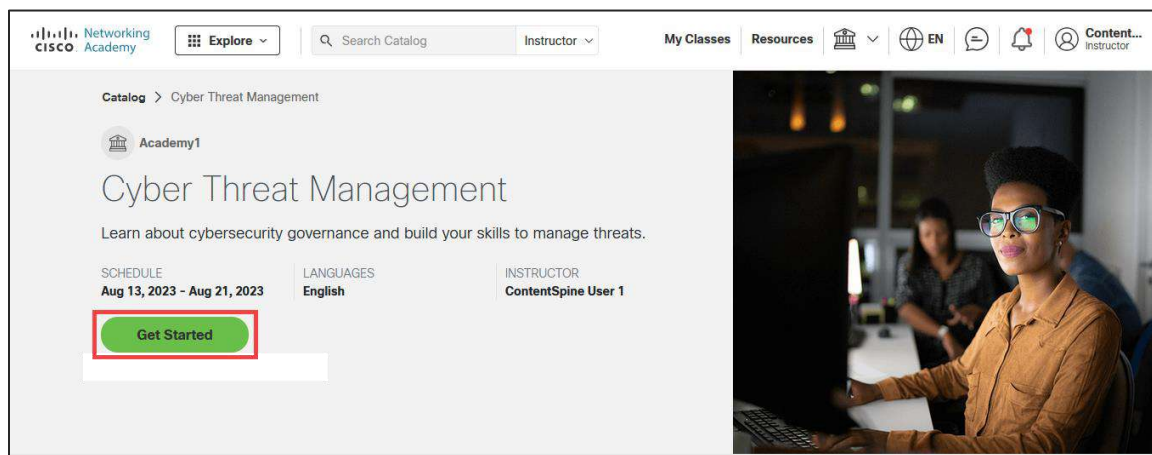 Networking
CISCO Academy
Explore
Search Catalog
Instructor
My Classes
Resources
EN
Content...
Instructor
Catalog > Cyber Threat Management
Academy1
Cyber Threat Management
Learn about cybersecurity governance and build your skills to manage threats.
SCHEDULE LANGUAGES INSTRUCTOR
Aug 13, 2023 - Aug 21, 2023 English ContentSpine User 1
Get Started